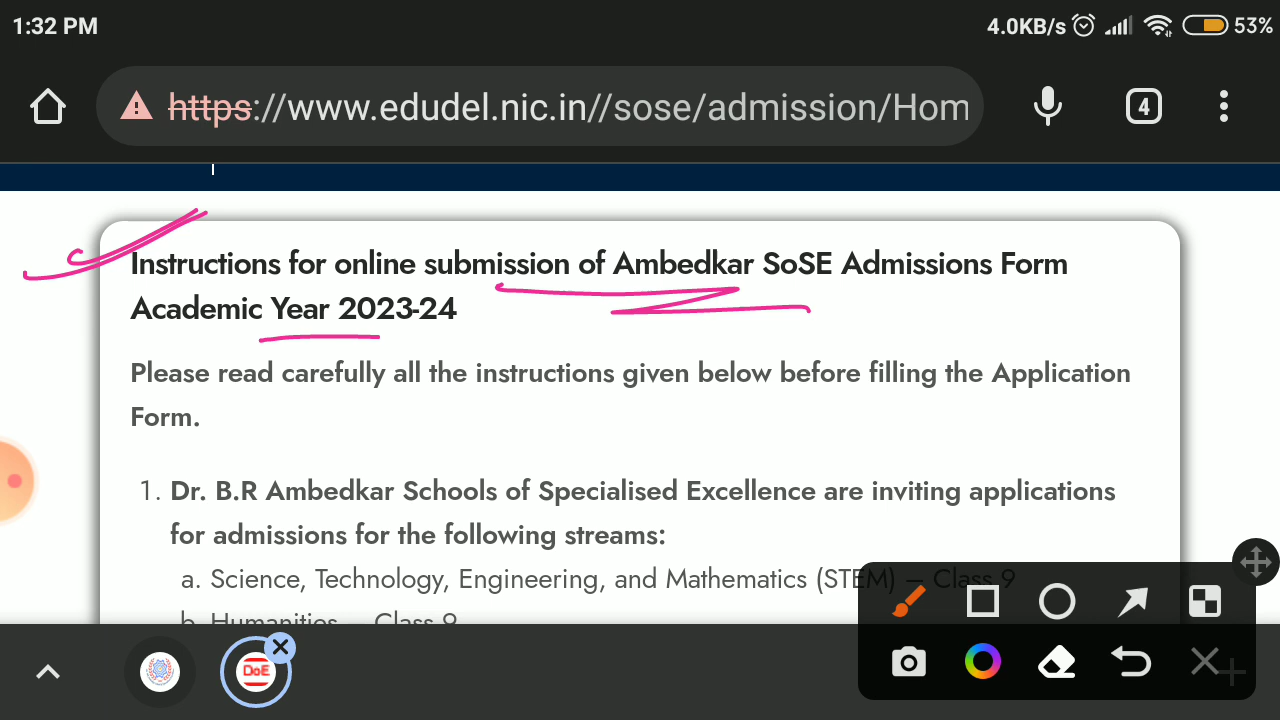 1:32 PM
4.0KB/s
53%
https://www.edudel.nic.in//sose/admission/Hom
4
Instructions for online submission of Ambedkar SoSE Admissions Form
Academic Year 2023-24
Please read carefully all the instructions given below before filling the Application
Form.
1. Dr. B.R Ambedkar Schools of Specialised Excellence are inviting applications
for admissions for the following streams:
a. Science, Technology, Engineering, and Mathematics (STEM) – Class 9
b. Humanities – Class 9
DoE